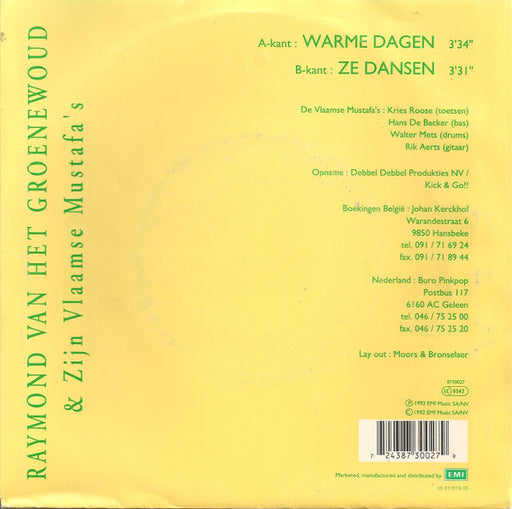 RAYMOND VAN HET GROENEWOUD
& Zijn Vlaamse Mustafa's
A-kant : WARME DAGEN 3'34"
B-kant : ZE DANSEN 3'31"
De Vlaamse Mustafa's : Kries Roose (toetsen)
Hans De Backer (bas)
Walter Mets (drums)
Rik Aerts (gitaar)
Opname : Debbel Debbel Produkties NV /
Kick & Go!!
Boekingen België : Johan Kerckhof
Warandestraat 6
9850 Hansbeke
tel. 091 / 71 69 24
fax. 091 / 71 89 44
Nederland : Buro Pinkpop
Postbus 117
6160 AC Geleen
tel. 046 / 75 25 00
fax. 046 / 75 25 20
Lay out : Moors & Bronselaer
8730027
LC 0542
℗ 1992 EMI Music SA/NV
© 1992 EMI Music SA/NV
7 24387 30027 9
Marketed, manufactured and distributed by EMI